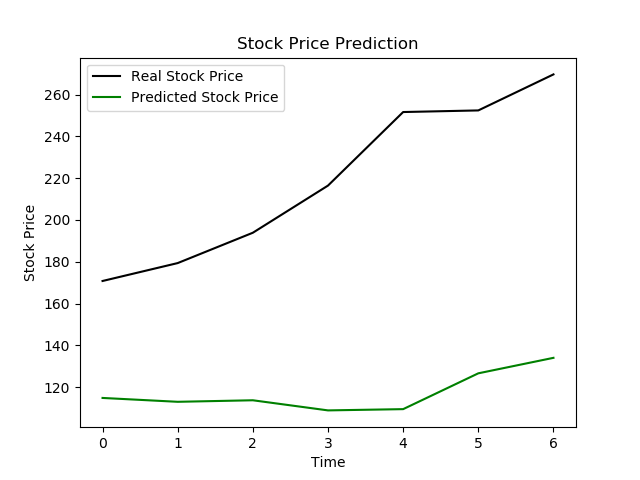 Stock Price Prediction
Real Stock Price
Predicted Stock Price
Stock Price
260
240
220
200
180
160
140
120
0 1 2 3 4 5 6
Time